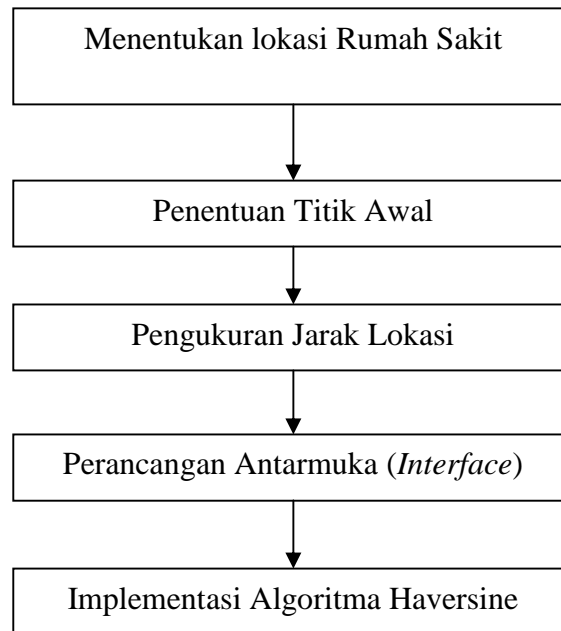 Menentukan lokasi Rumah Sakit
Penentuan Titik Awal
Pengukuran Jarak Lokasi
Perancangan Antarmuka (Interface)
Implementasi Algoritma Haversine